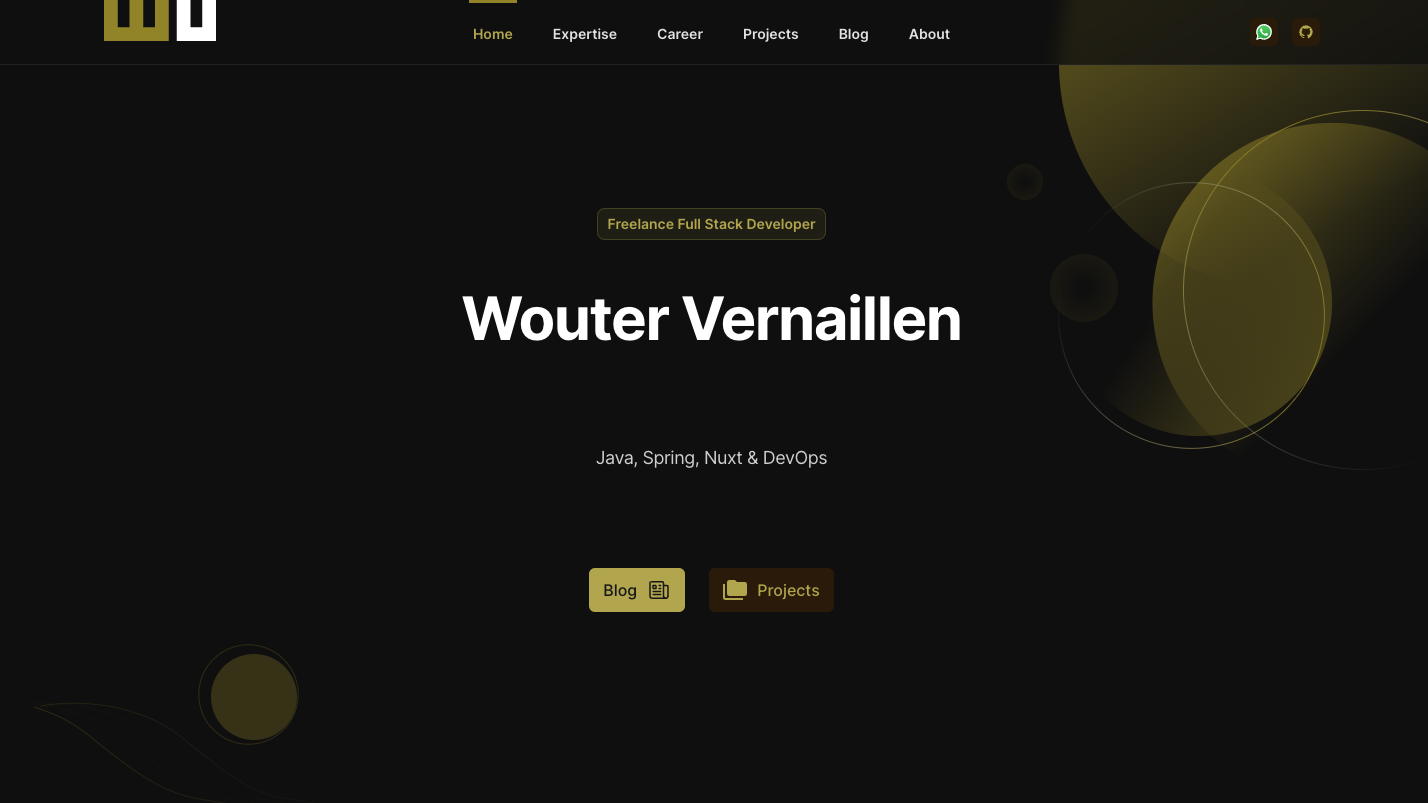 Home Expertise Career Projects Blog About
Freelance Full Stack Developer
Wouter Vernaillen
Java, Spring, Nuxt & DevOps
Blog Projects